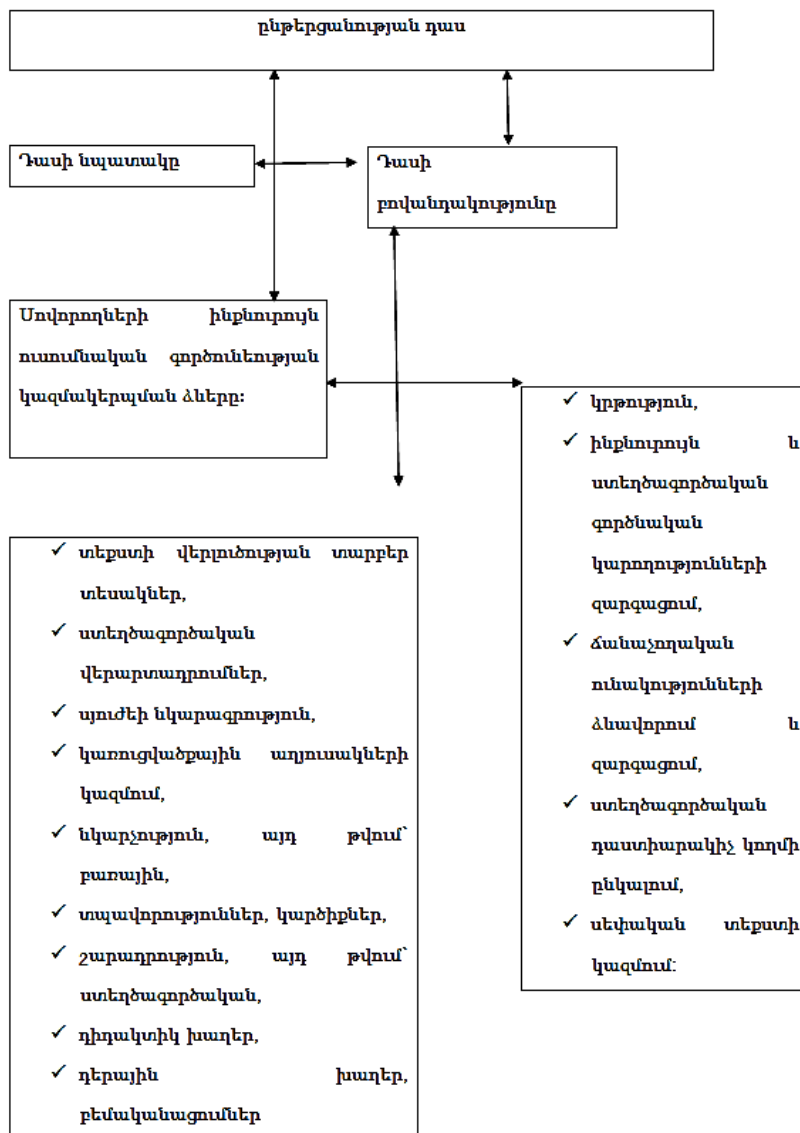 ընթերցանության դաս
Դասի նպատակը
Դասի
բովանդակությունը
Սովորողների ինքնուրույն
ուսումնական գործունեության
կազմակերպման ձևերը:
✓ կրթություն,
✓ ինքնուրույն և
ստեղծագործական
գործնական
կարողությունների
զարգացում,
✓ ճանաչողական
ունակությունների
ձևավորում և
զարգացում,
✓ ստեղծագործական
դաստիարակիչ կողմի
ընկալում,
✓ սեփական տեքստի
կազմում:
✓ տեքստի վերլուծության տարբեր
տեսակներ,
✓ ստեղծագործական
վերարտադրումներ,
✓ սյուժեի նկարագրություն,
✓ կառուցվածքային աղյուսակների
կազմում,
✓ նկարչություն, այդ թվում`
բառային,
✓ տպավորություններ, կարծիքներ,
✓ շարադրություն, այդ թվում`
ստեղծագործական,
✓ դիդակտիկ խաղեր,
✓ դերային խաղեր,
բեմականացումներ